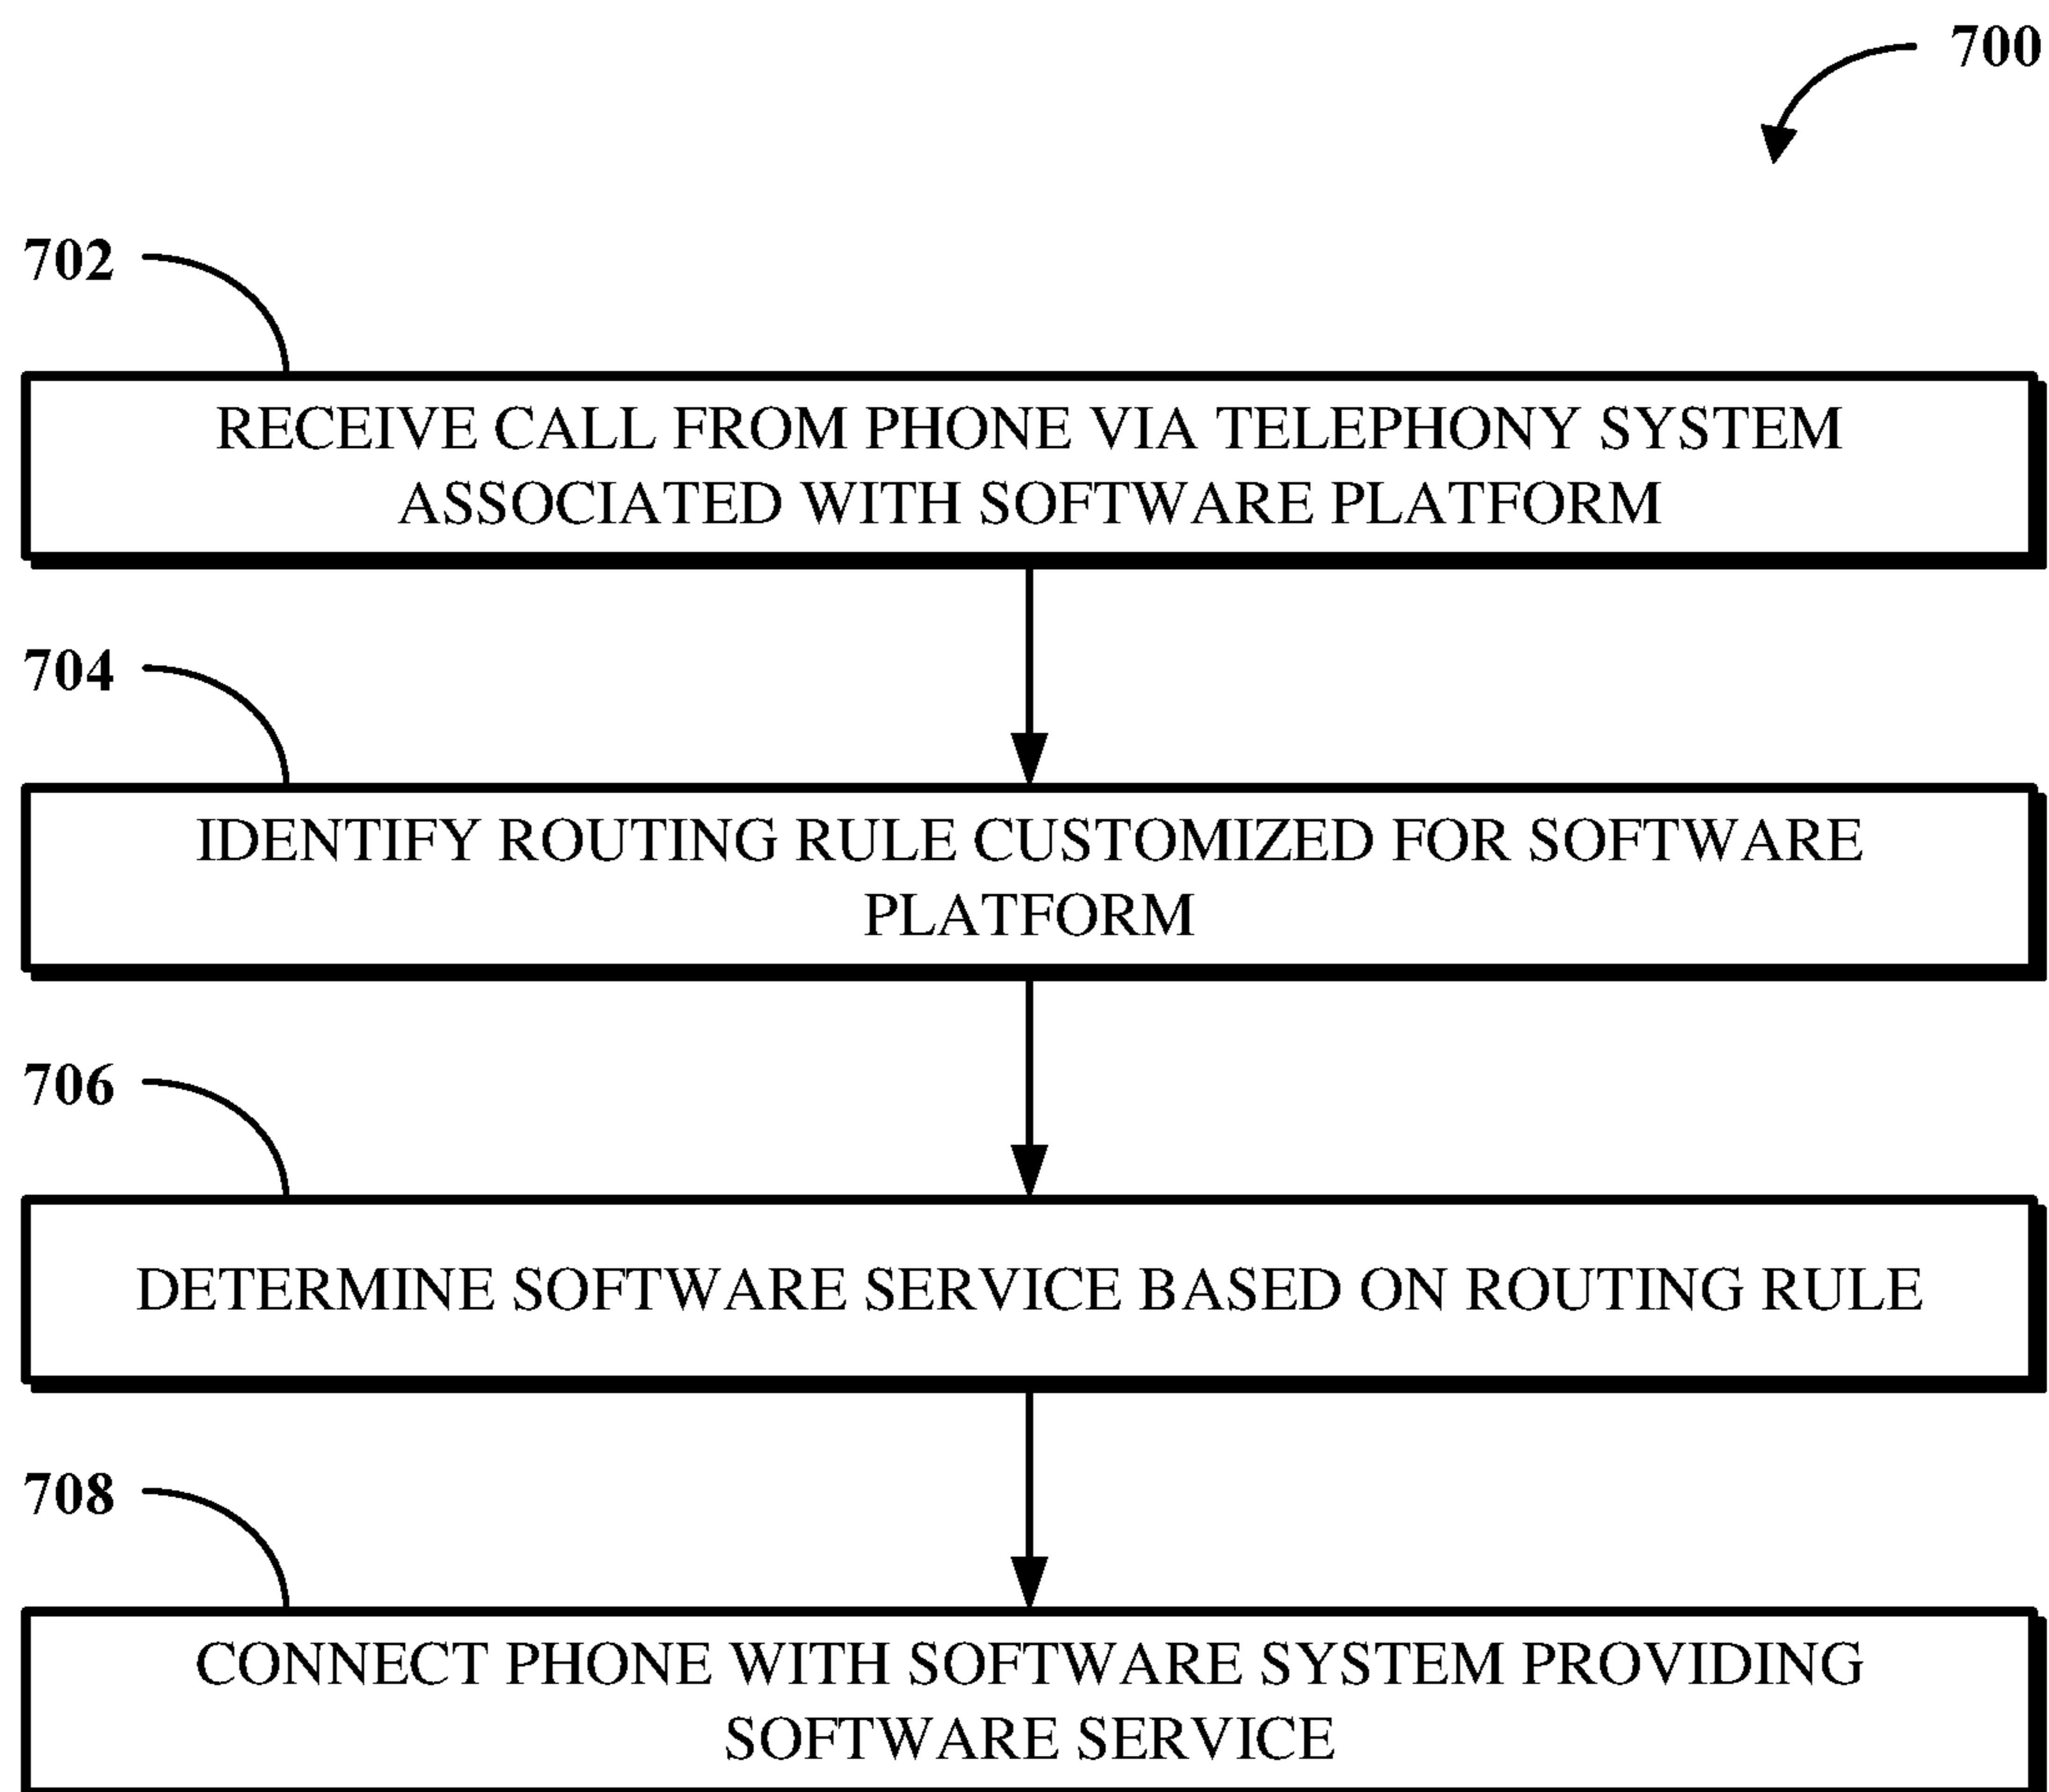 700
702
RECEIVE CALL FROM PHONE VIA TELEPHONY SYSTEM
ASSOCIATED WITH SOFTWARE PLATFORM
704
IDENTIFY ROUTING RULE CUSTOMIZED FOR SOFTWARE
PLATFORM
706
DETERMINE SOFTWARE SERVICE BASED ON ROUTING RULE
708
CONNECT PHONE WITH SOFTWARE SYSTEM PROVIDING
SOFTWARE SERVICE